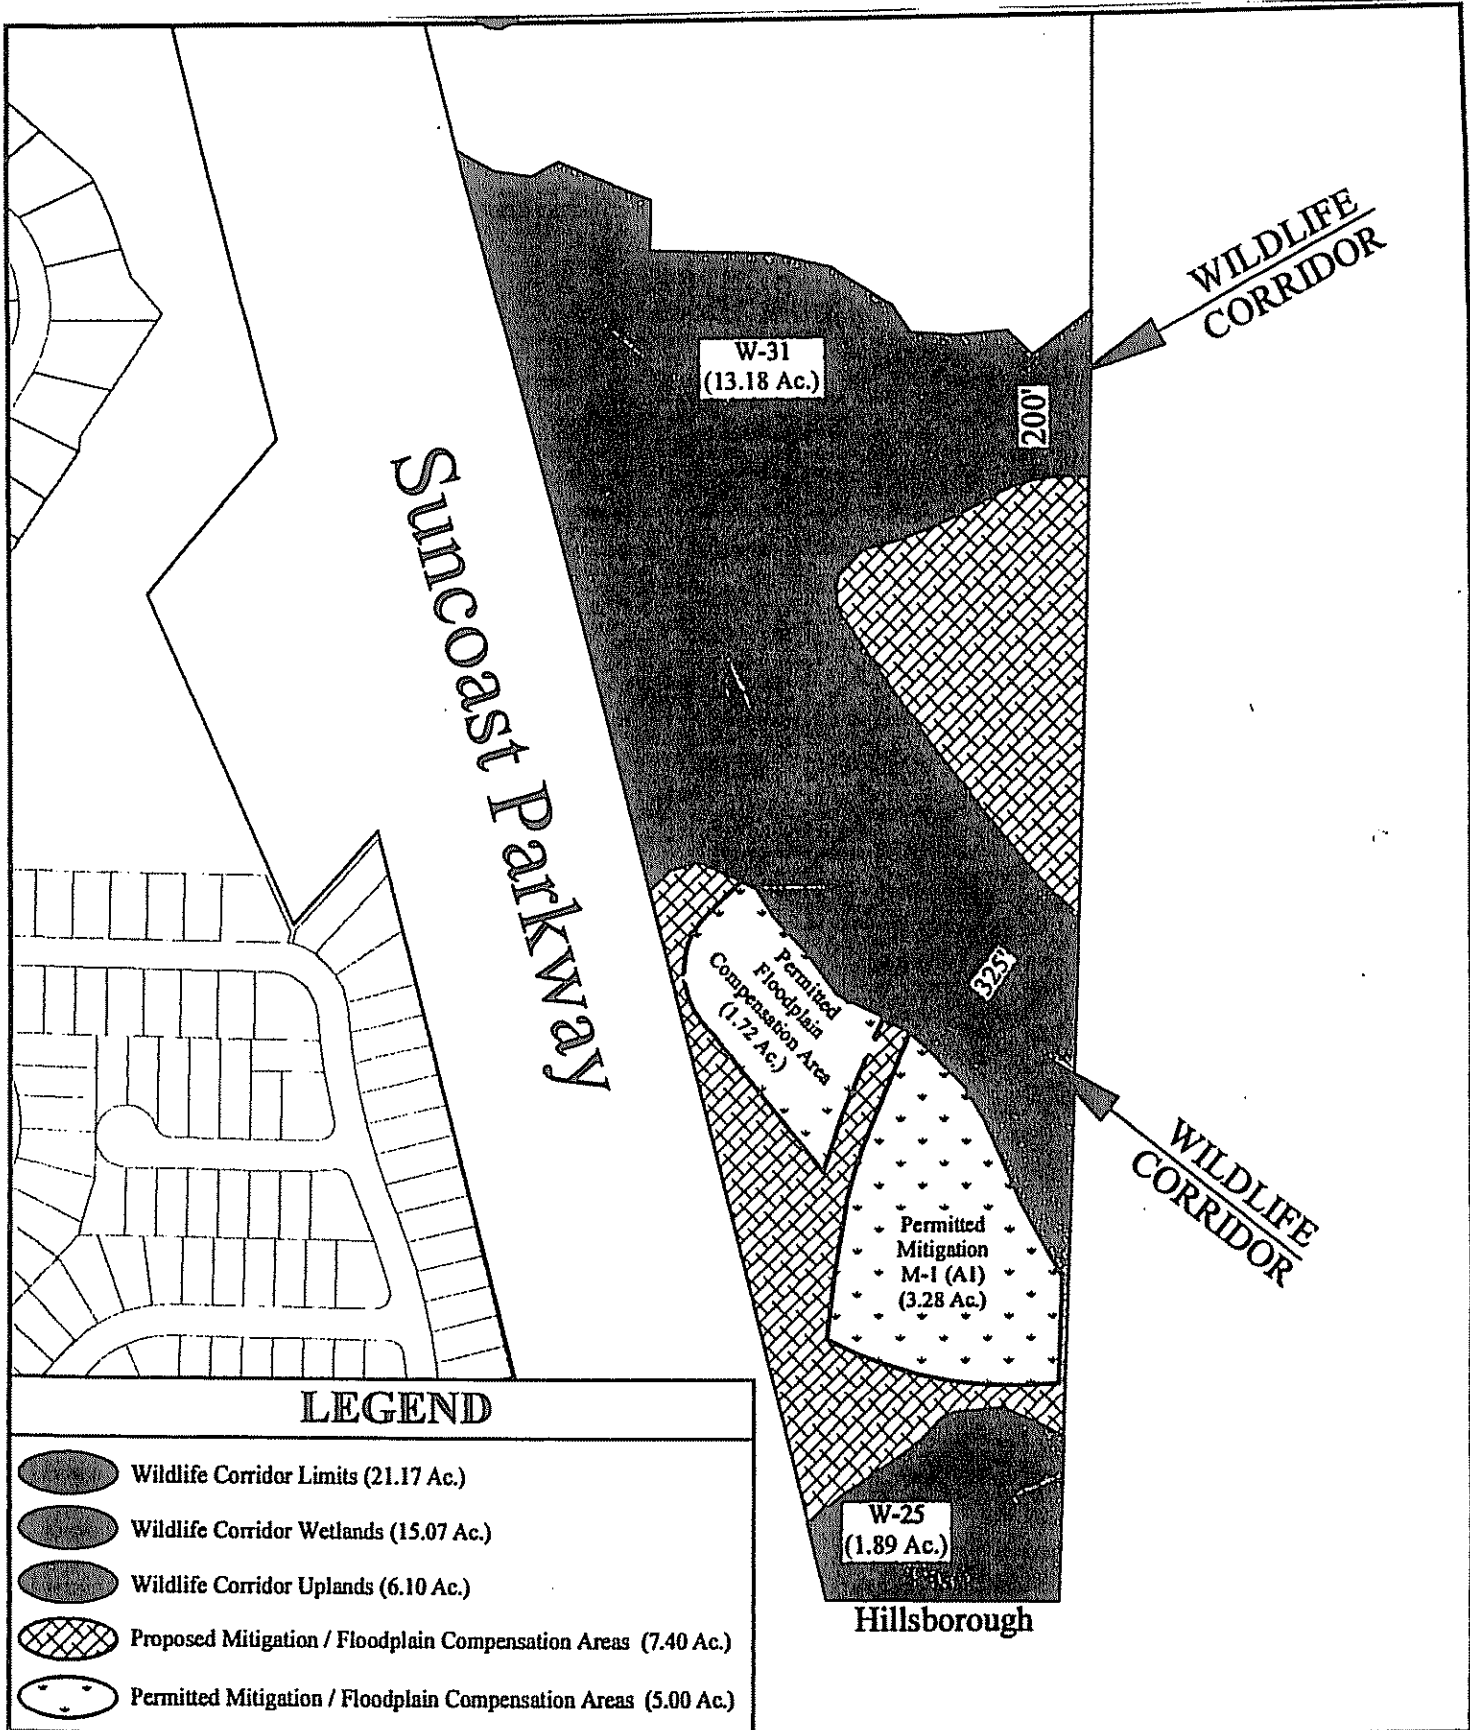 WILDLIFE
CORRIDOR
W-31
(13.18 Ac.)
200'
Suncoast Parkway
Permitted
Floodplain
Compensation Area
(1.72 Ac.)
325'
WILDLIFE
CORRIDOR
Permitted
Mitigation
M-1 (A1)
(3.28 Ac.)
LEGEND
Wildlife Corridor Limits (21.17 Ac.)
Wildlife Corridor Wetlands (15.07 Ac.)
Wildlife Corridor Uplands (6.10 Ac.)
Proposed Mitigation / Floodplain Compensation Areas (7.40 Ac.)
Permitted Mitigation / Floodplain Compensation Areas (5.00 Ac.)
W-25
(1.89 Ac.)
Hillsborough